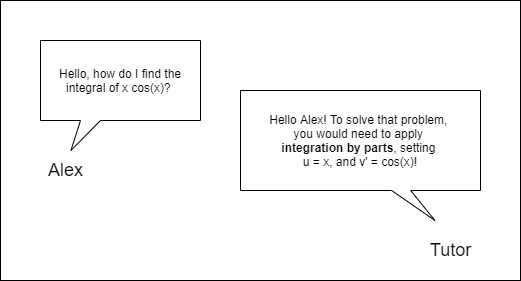 Hello, how do I find the
integral of x cos(x)?
Alex
Hello Alex! To solve that problem,
you would need to apply
integration by parts, setting
u = x, and v' = cos(x)!
Tutor